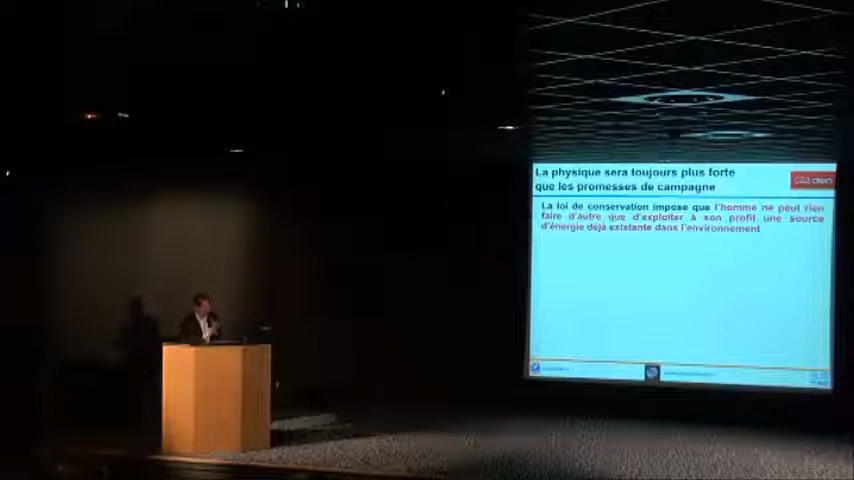 La physique sera toujours plus forte
que les promesses de campagne
La loi de conservation impose que l'homme ne peut rien
faire d'autre que d'exploiter à son profit une source
d'énergie déjà existante dans l'environnement